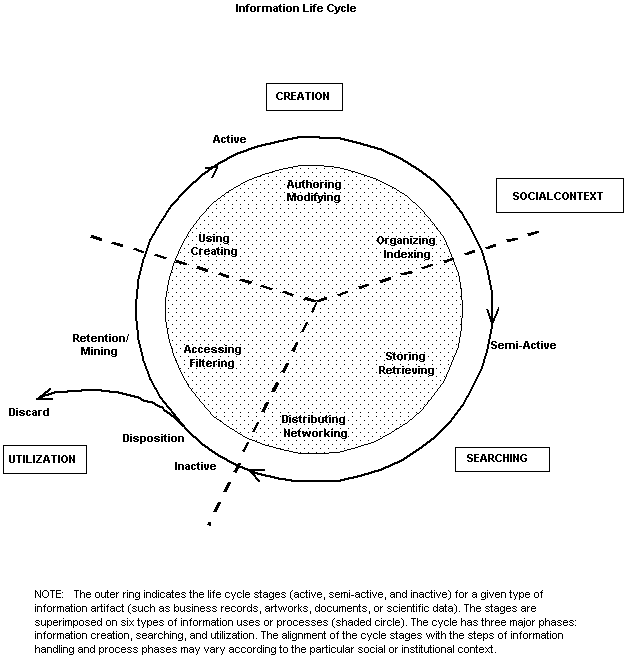 Information Life Cycle
CREATION
Active
Authoring
Modifying
SOCIALCONTEXT
Using
Creating
Organizing
Indexing
Retention/
Mining
Accessing
Filtering
Storing
Retrieving
Semi-Active
Discard
Distributing
Networking
Disposition
UTILIZATION
Inactive
SEARCHING
NOTE: The outer ring indicates the life cycle stages (active, semi-active, and inactive) for a given type of
information artifact (such as business records, artworks, documents, or scientific data). The stages are
superimposed on six types of information uses or processes (shaded circle). The cycle has three major phases:
information creation, searching, and utilization. The alignment of the cycle stages with the steps of information
handling and process phases may vary according to the particular social or institutional context.